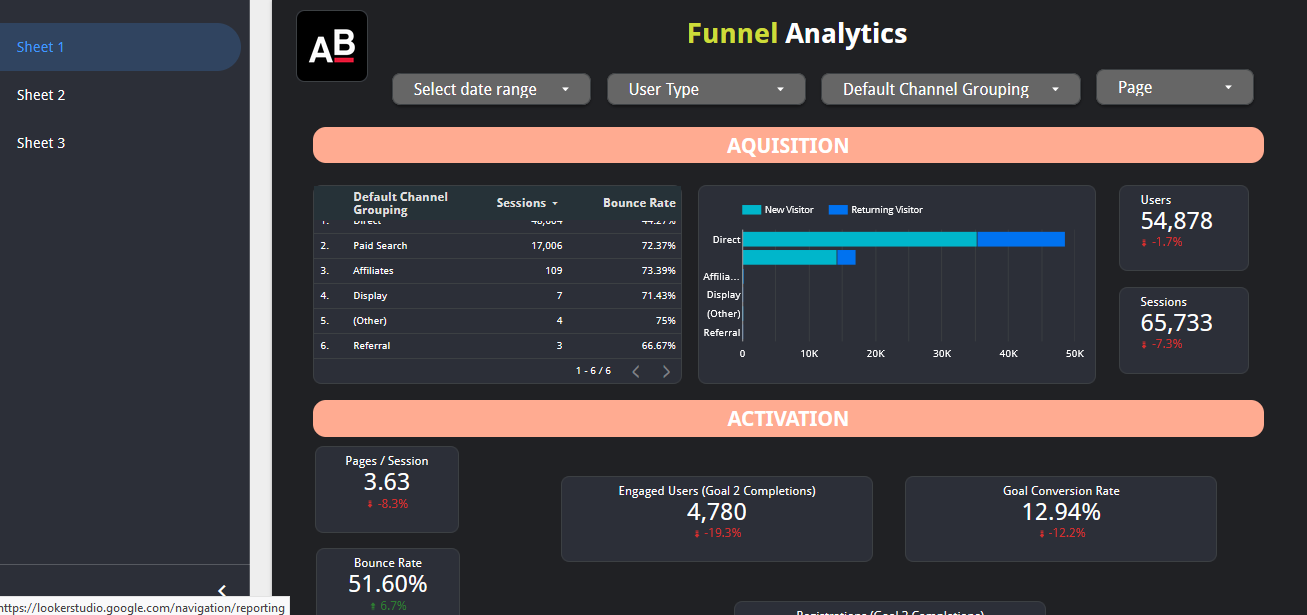 Sheet 1
Sheet 2
Sheet 3
https://lookerstudio.google.com/navigation/reporting
AB
Funnel Analytics
Select date range
User Type
Default Channel Grouping
Page
AQUISITION
Default Channel Grouping Sessions Bounce Rate
1. Direct 48,604 44.27%
2. Paid Search 17,006 72.37%
3. Affiliates 109 73.39%
4. Display 7 71.43%
5. (Other) 4 75%
6. Referral 3 66.67%
1 - 6 / 6
New Visitor Returning Visitor
Direct
Affilia...
Display
(Other)
Referral
0 10K 20K 30K 40K 50K
Users
54,878
-1.7%
Sessions
65,733
-7.3%
ACTIVATION
Pages / Session
3.63
-8.3%
Bounce Rate
51.60%
6.7%
Engaged Users (Goal 2 Completions)
4,780
-19.3%
Goal Conversion Rate
12.94%
-12.2%
Registrations (Goal 2 Completions)